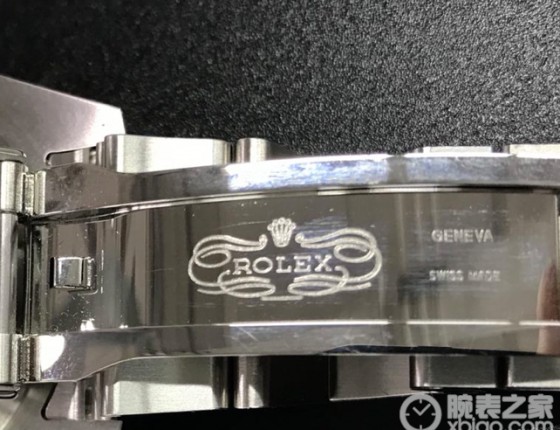 GENEVA
ROLEX
SWISS MADE
腕表之家
xbiao.com